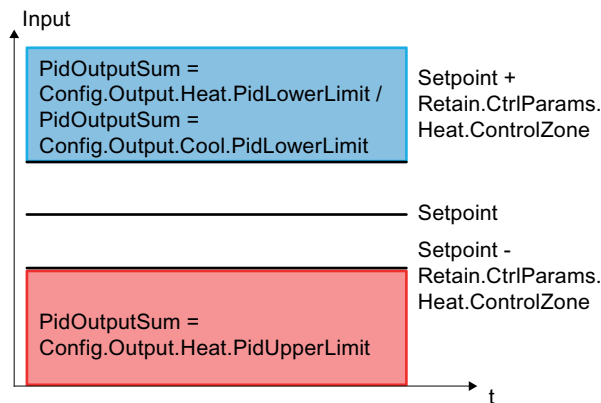 Input
PidOutputSum =
Config.Output.Heat.PidLowerLimit /
PidOutputSum =
Config.Output.Cool.PidLowerLimit
Setpoint +
Retain.CtrlParams.
Heat.ControlZone
Setpoint
Setpoint -
Retain.CtrlParams.
Heat.ControlZone
PidOutputSum =
Config.Output.Heat.PidUpperLimit
t